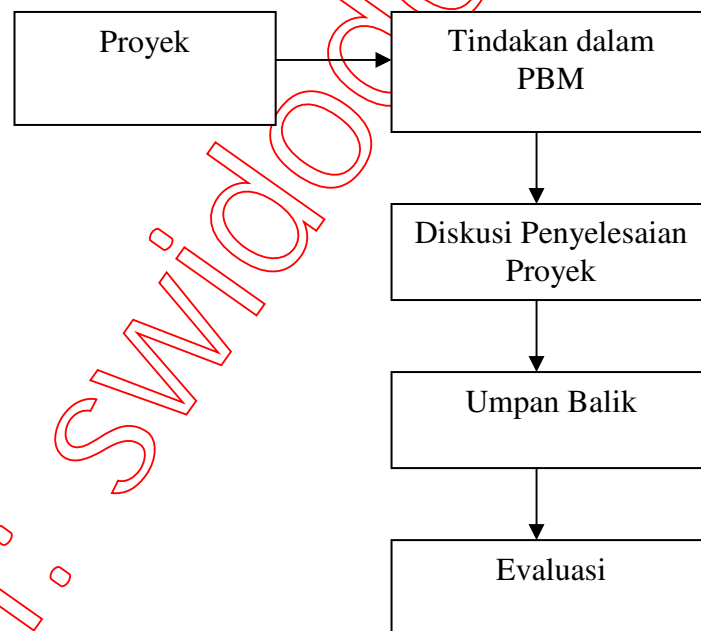 Proyek
Tindakan dalam
PBM
Diskusi Penyelesaian
Proyek
Umpan Balik
Evaluasi